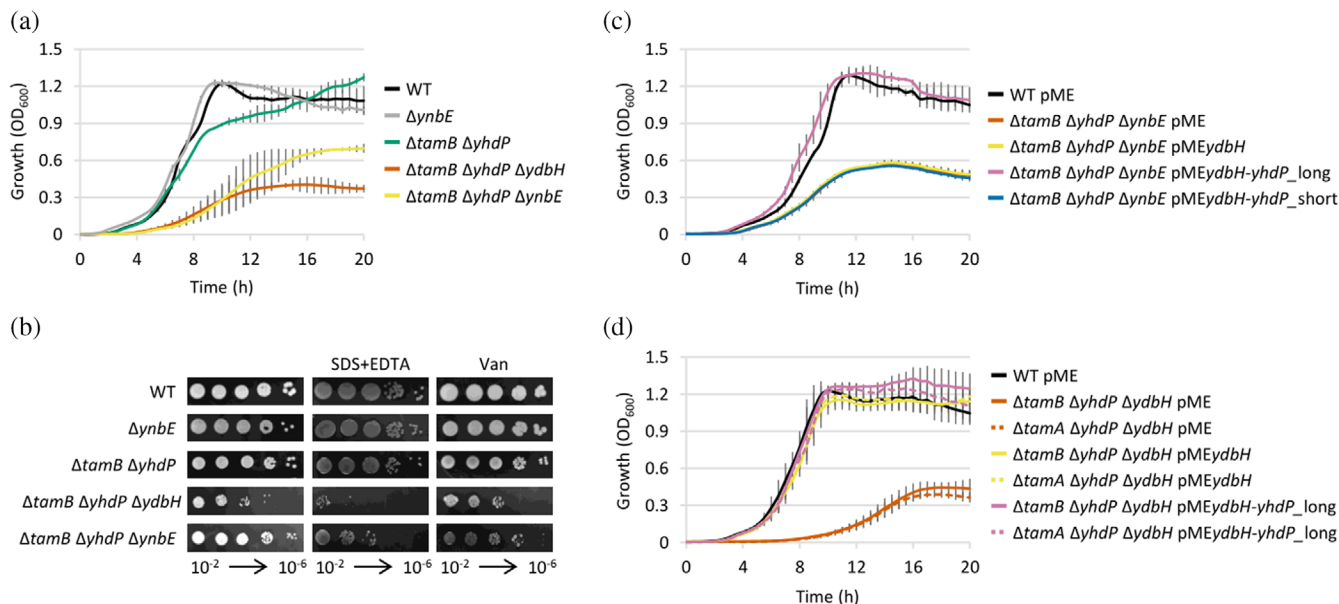 (a)
1.5
1.2
0.9
0.6
0.3
0
Growth (OD600)
0 4 8 12 16 20
Time (h)
WT
ΔynbE
ΔtamB ΔyhdP
ΔtamB ΔyhdP ΔydbH
ΔtamB ΔyhdP ΔynbE
(b)
SDS+EDTA Van
WT
ΔynbE
ΔtamB ΔyhdP
ΔtamB ΔyhdP ΔydbH
ΔtamB ΔyhdP ΔynbE
10-2 → 10-6 10-2 → 10-6 10-2 → 10-6
(c)
1.5
1.2
0.9
0.6
0.3
0
Growth (OD600)
0 4 8 12 16 20
Time (h)
WT pME
ΔtamB ΔyhdP ΔynbE pME
ΔtamB ΔyhdP ΔynbE pMEydbH
ΔtamB ΔyhdP ΔynbE pMEydbH-yhdP_long
ΔtamB ΔyhdP ΔynbE pMEydbH-yhdP_short
(d)
1.5
1.2
0.9
0.6
0.3
0
Growth (OD600)
0 4 8 12 16 20
Time (h)
WT pME
ΔtamB ΔyhdP ΔydbH pME
ΔtamA ΔyhdP ΔydbH pME
ΔtamB ΔyhdP ΔydbH pMEydbH
ΔtamA ΔyhdP ΔydbH pMEydbH
ΔtamB ΔyhdP ΔydbH pMEydbH-yhdP_long
ΔtamA ΔyhdP ΔydbH pMEydbH-yhdP_long